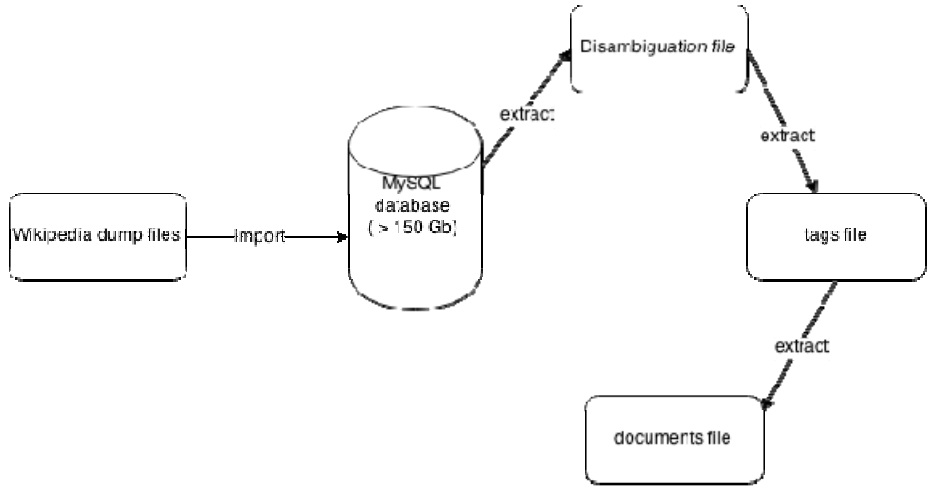 Disambiguation file
extract
extract
MySQL
database
( > 150 Gb)
Wikipedia dump files
import
tags file
extract
documents file